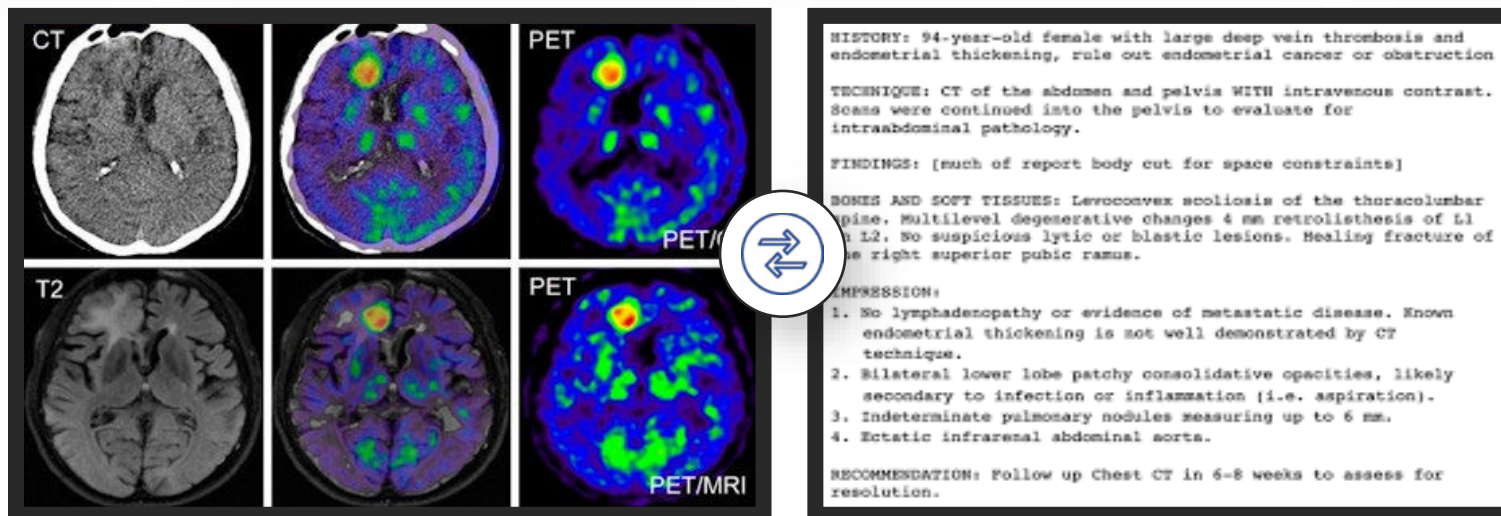 CT
PET
PET/
T2
PET
PET/MRI
HISTORY: 94-year-old female with large deep vein thrombosis and
endometrial thickening, rule out endometrial cancer or obstruction
TECHNIQUE: CT of the abdomen and pelvis WITH intravenous contrast.
Scans were continued into the pelvis to evaluate for
intraabdominal pathology.
FINDINGS: [much of report body cut for space constraints]
BONES AND SOFT TISSUES: Levoconvex scoliosis of the thoracolumbar
spine. Multilevel degenerative changes 4 mm retrolisthesis of L1
L2. No suspicious lytic or blastic lesions. Healing fracture of
right superior pubic ramus.
IMPRESSION:
1. No lymphadenopathy or evidence of metastatic disease. Known
endometrial thickening is not well demonstrated by CT
technique.
2. Bilateral lower lobe patchy consolidative opacities, likely
secondary to infection or inflammation (i.e. aspiration).
3. Indeterminate pulmonary nodules measuring up to 6 mm.
4. Ectatic infrarenal abdominal aorta.
RECOMMENDATION: Follow up Chest CT in 6-8 weeks to assess for
resolution.